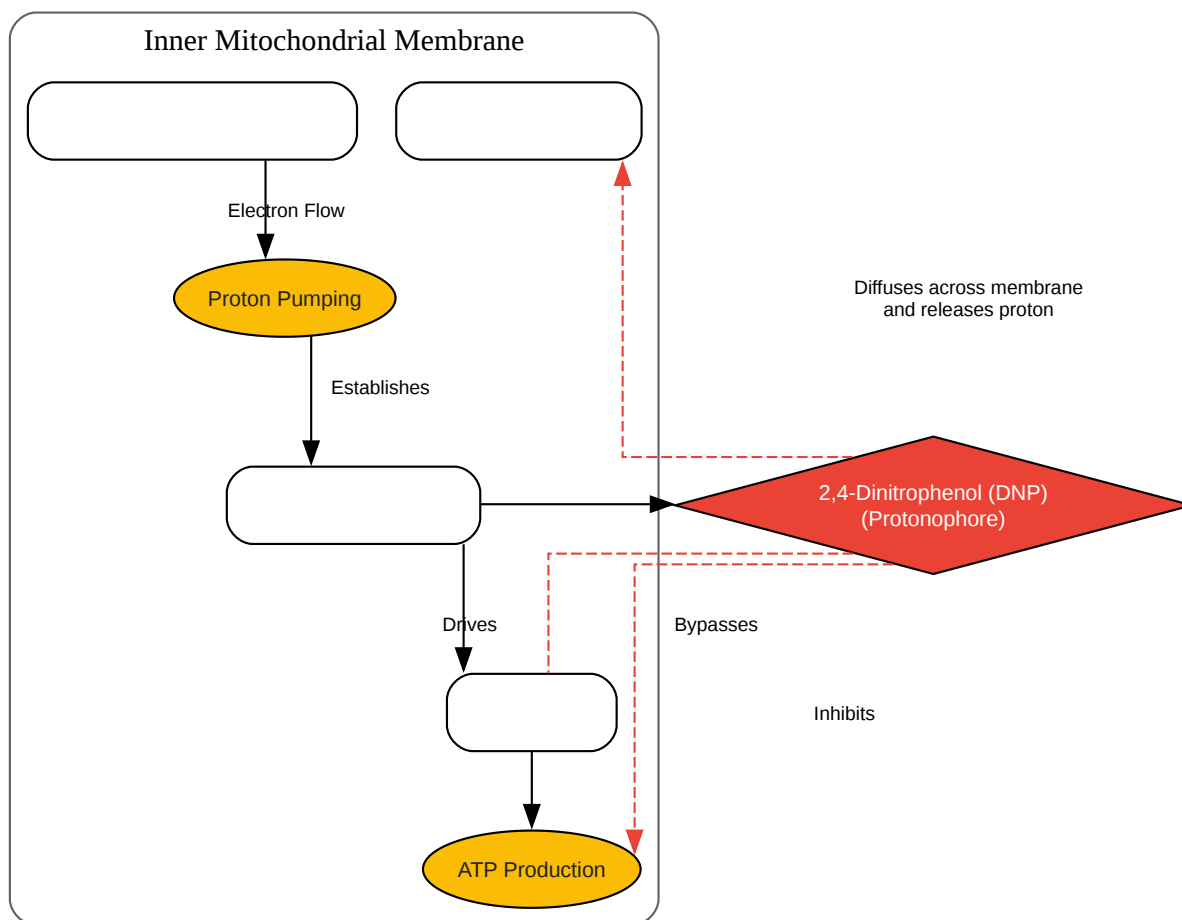 Inner Mitochondrial Membrane
Electron Flow
Proton Pumping
Diffuses across membrane
and releases proton
Establishes
2,4-Dinitrophenol (DNP)
(Protonophore)
Drives
Bypasses
Inhibits
ATP Production